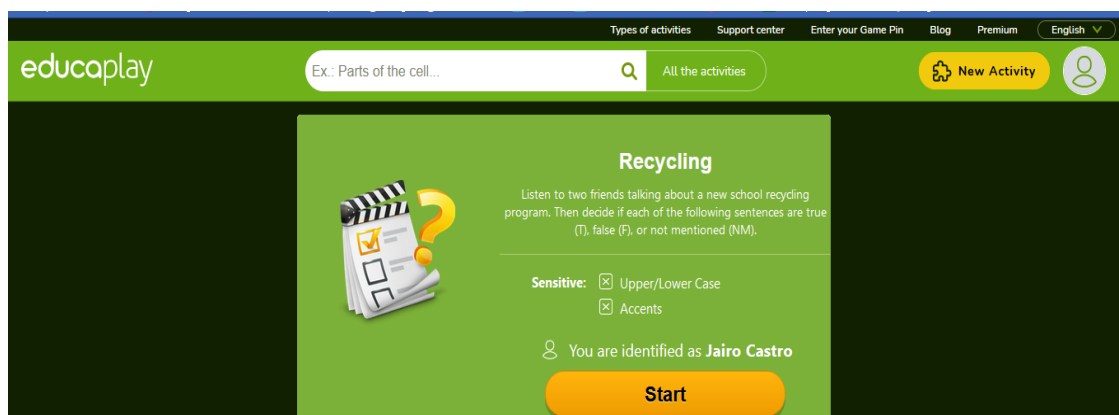 Types of activities Support center Enter your Game Pin Blog Premium English
educaplay Ex.: Parts of the cell... All the activities New Activity
Recycling
Listen to two friends talking about a new school recycling
program. Then decide if each of the following sentences are true
(T), false (F), or not mentioned (NM).
Sensitive: Upper/Lower Case
Accents
You are identified as Jairo Castro
Start